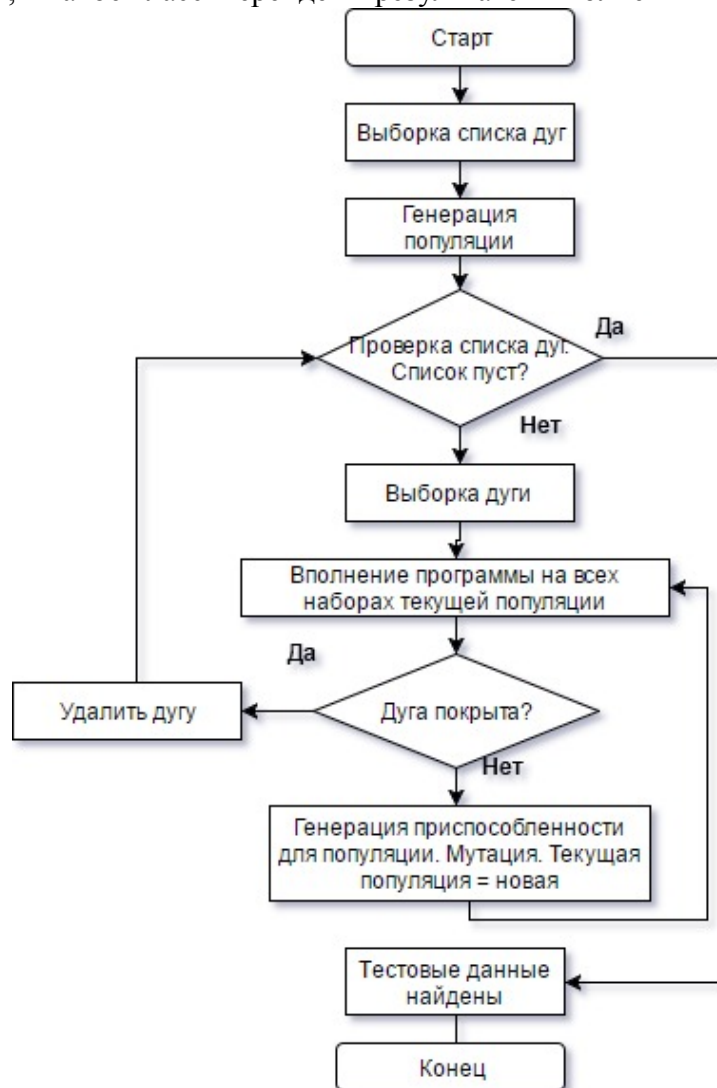 Старт
Выборка списка дуг
Генерация
популяции
Проверка списка дуг.
Список пуст?
Да
Нет
Выборка дуги
Вполнение программы на всех
наборах текущей популяции
Да
Удалить дугу
Дуга покрыта?
Нет
Генерация приспособленности
для популяции. Мутация. Текущая
популяция = новая
Тестовые данные
найдены
Конец